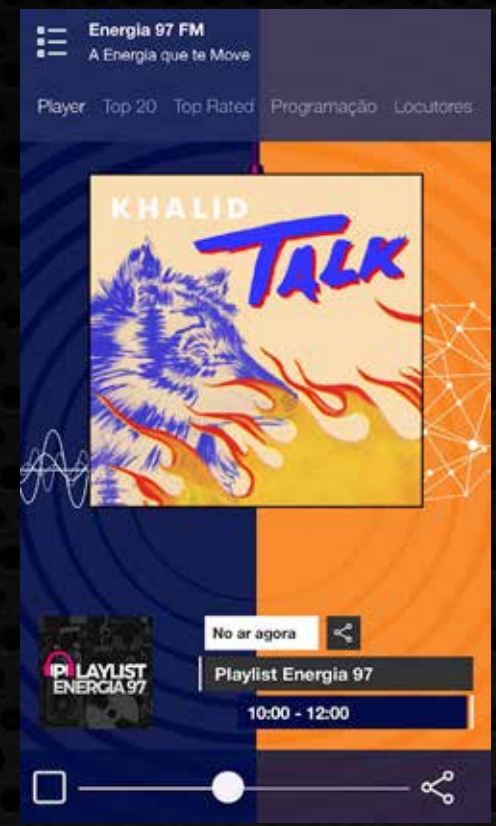 Energia 97 FM
A Energia que te Move
Player Top 20 Top Rated Programação Locutores
KHALID
TALK
No ar agora
PLAYLIST
ENERGIA 97
Playlist Energia 97
10:00 - 12:00